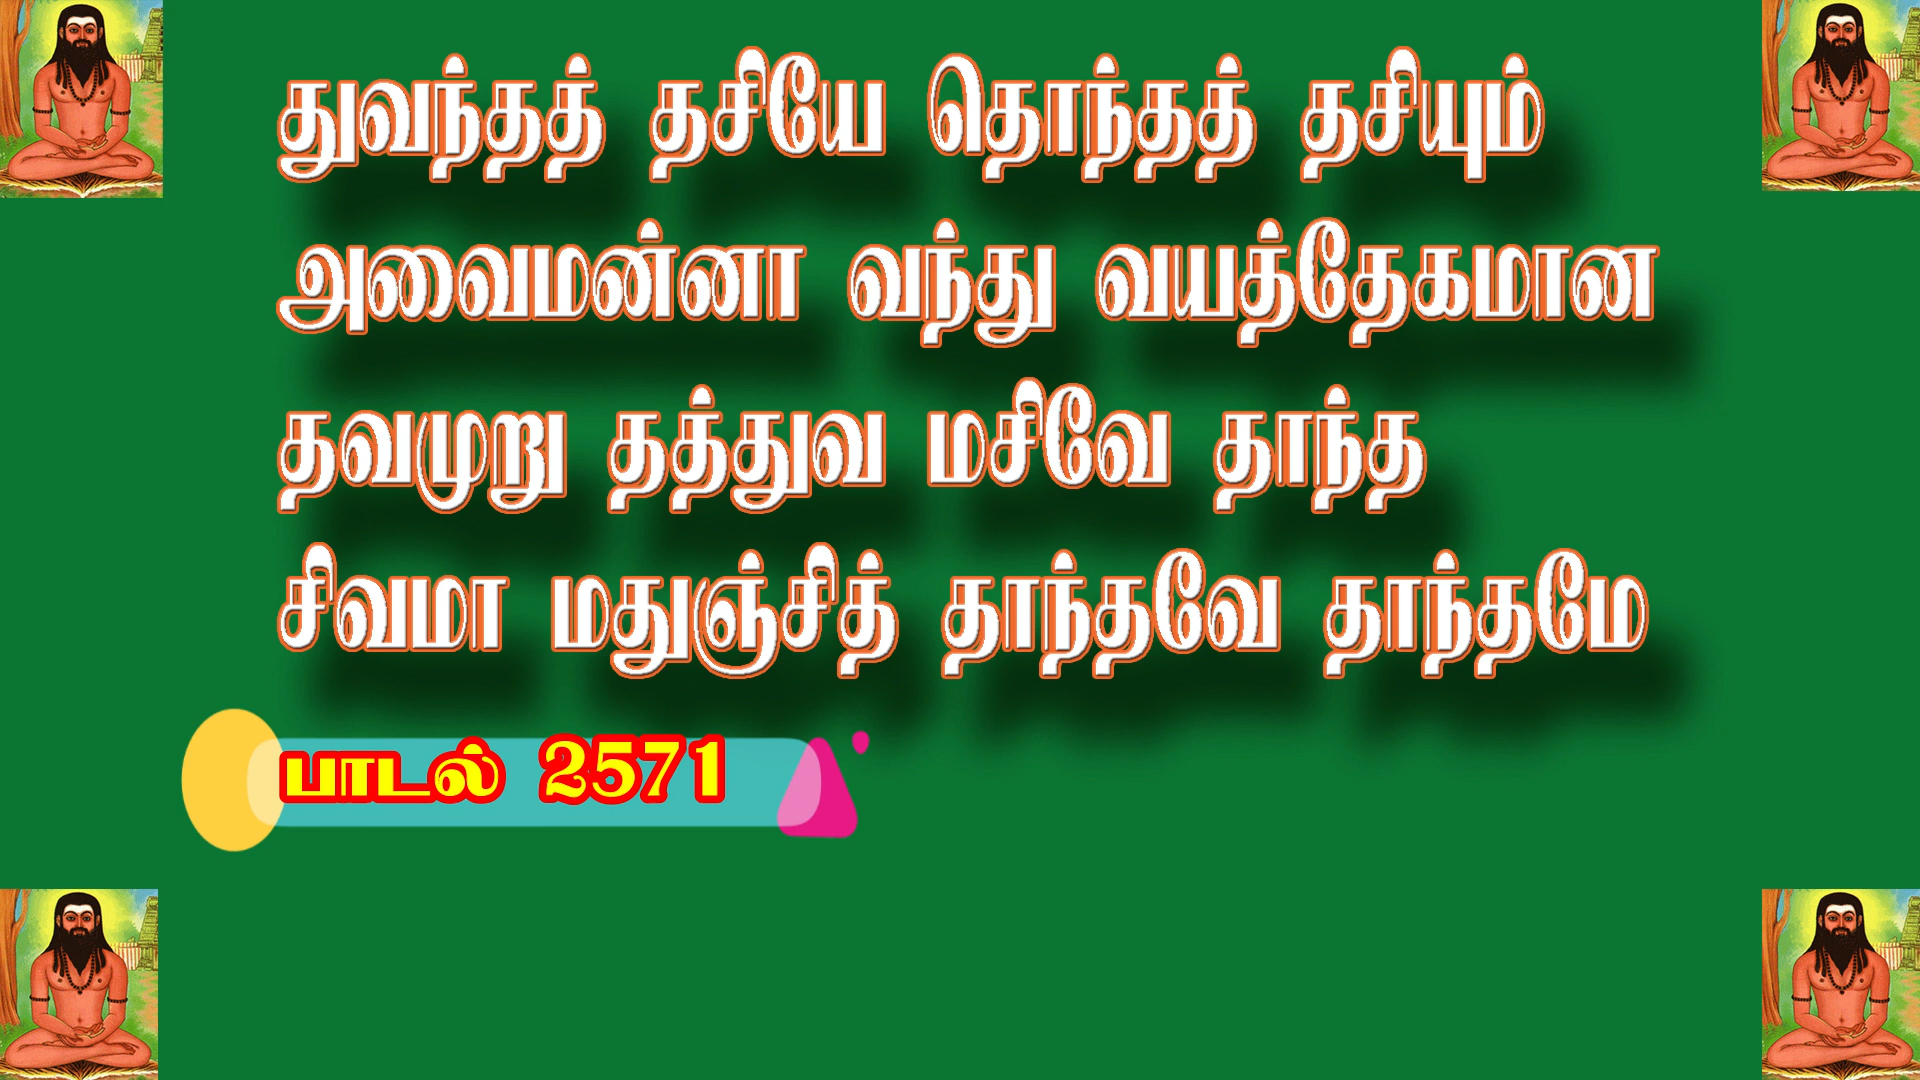 துவந்தத் தசியே தொந்தத் தசியும்
அவைமன்னா வந்து வயத்தேகமான
தவமுறு தத்துவ மசிவே தாந்த
சிவமா மதுஞ்சித் தாந்தவே தாந்தமே
பாடல் 2571